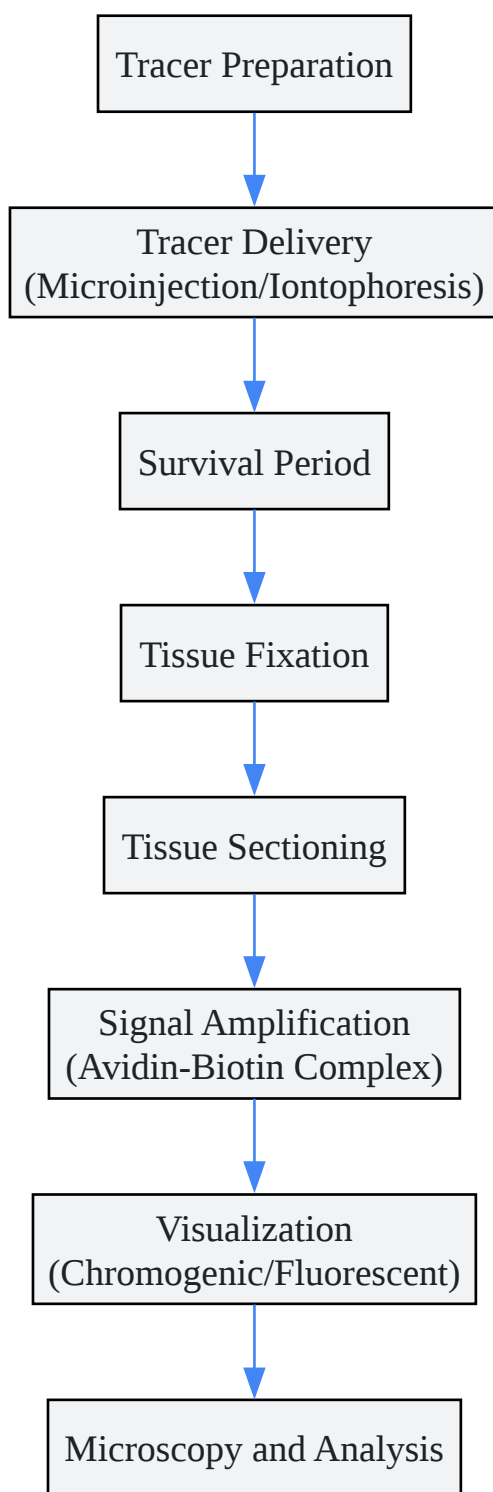 Tracer Preparation
Tracer Delivery
(Microinjection/Iontophoresis)
Survival Period
Tissue Fixation
Tissue Sectioning
Signal Amplification
(Avidin-Biotin Complex)
Visualization
(Chromogenic/Fluorescent)
Microscopy and Analysis